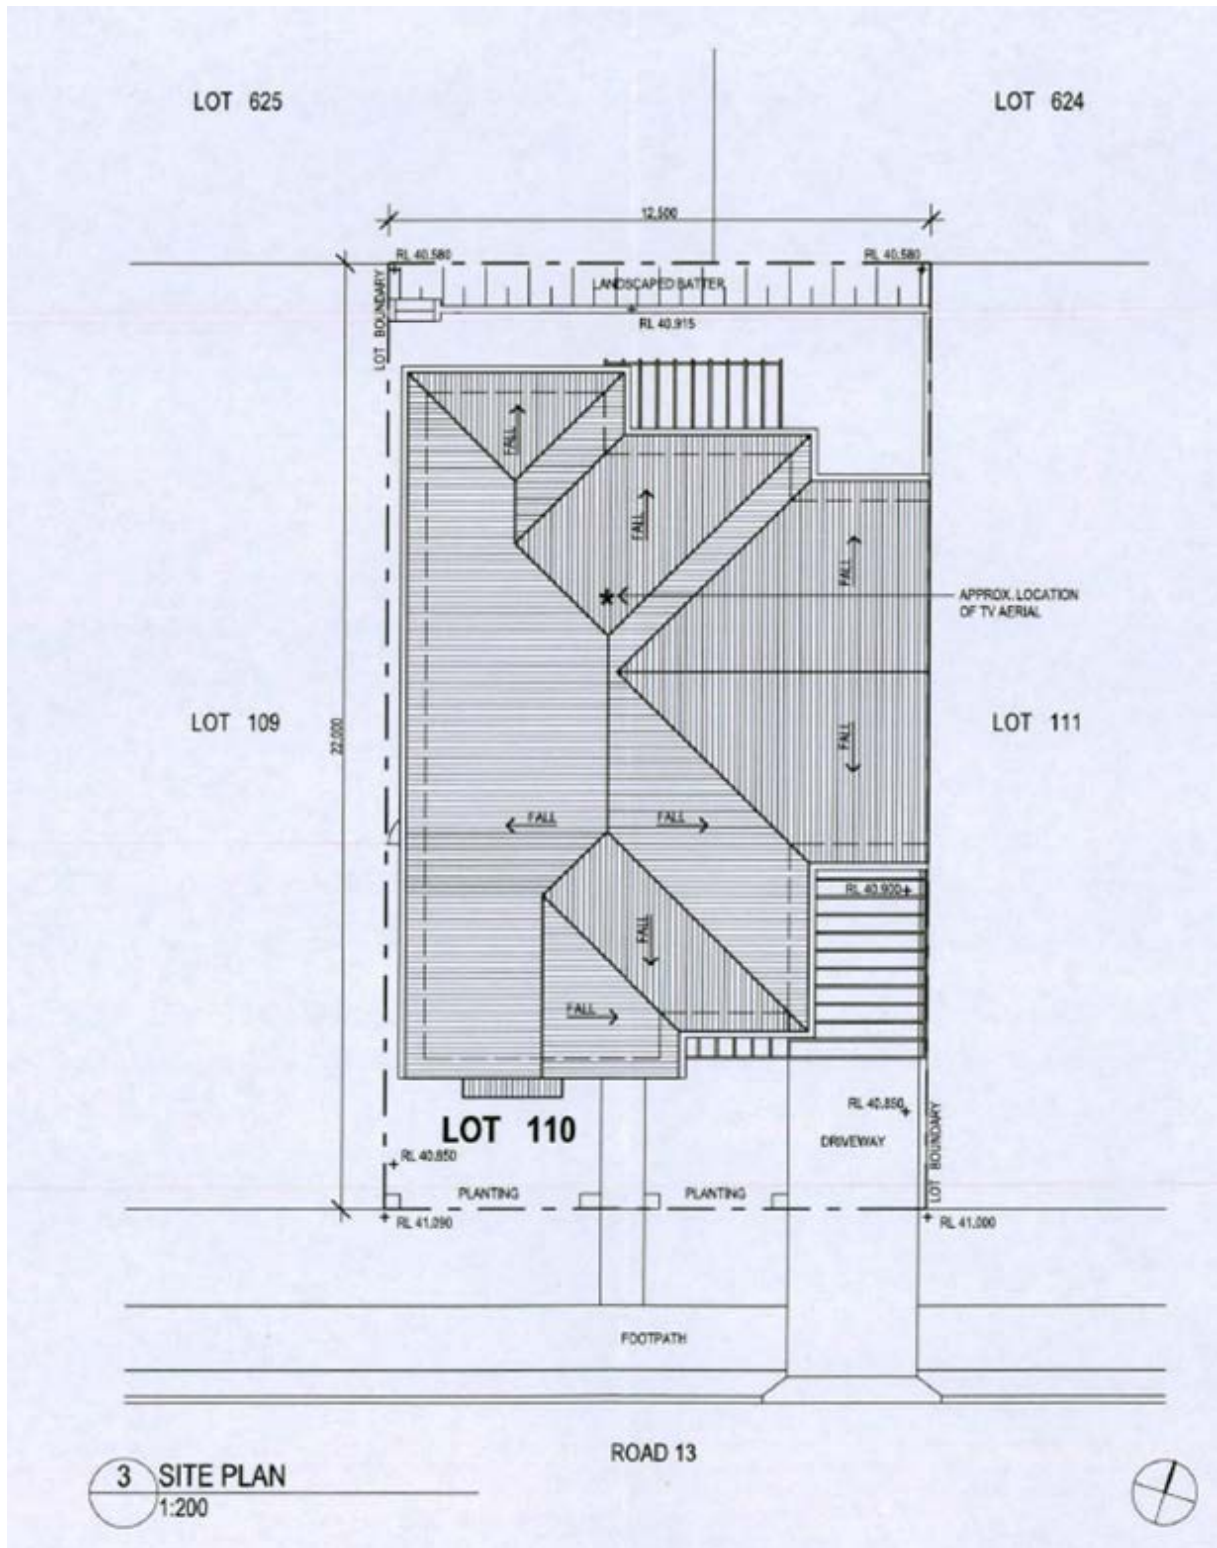 LOT 625
LOT 624
12.500
RL 40.580
RL 40.580
LANDSCAPED BATTER
LOT BOUNDARY
RL 40.915
FALL
FALL
FALL
APPROX. LOCATION
OF TV AERIAL
LOT 109
22.000
LOT 111
FALL
FALL
FALL
RL 40.900
FALL
FALL
RL 40.850
LOT 110
DRIVEWAY
LOT BOUNDARY
RL 40.850
PLANTING
PLANTING
RL 41.090
RL 41.000
FOOTPATH
ROAD 13
3 SITE PLAN
1:200